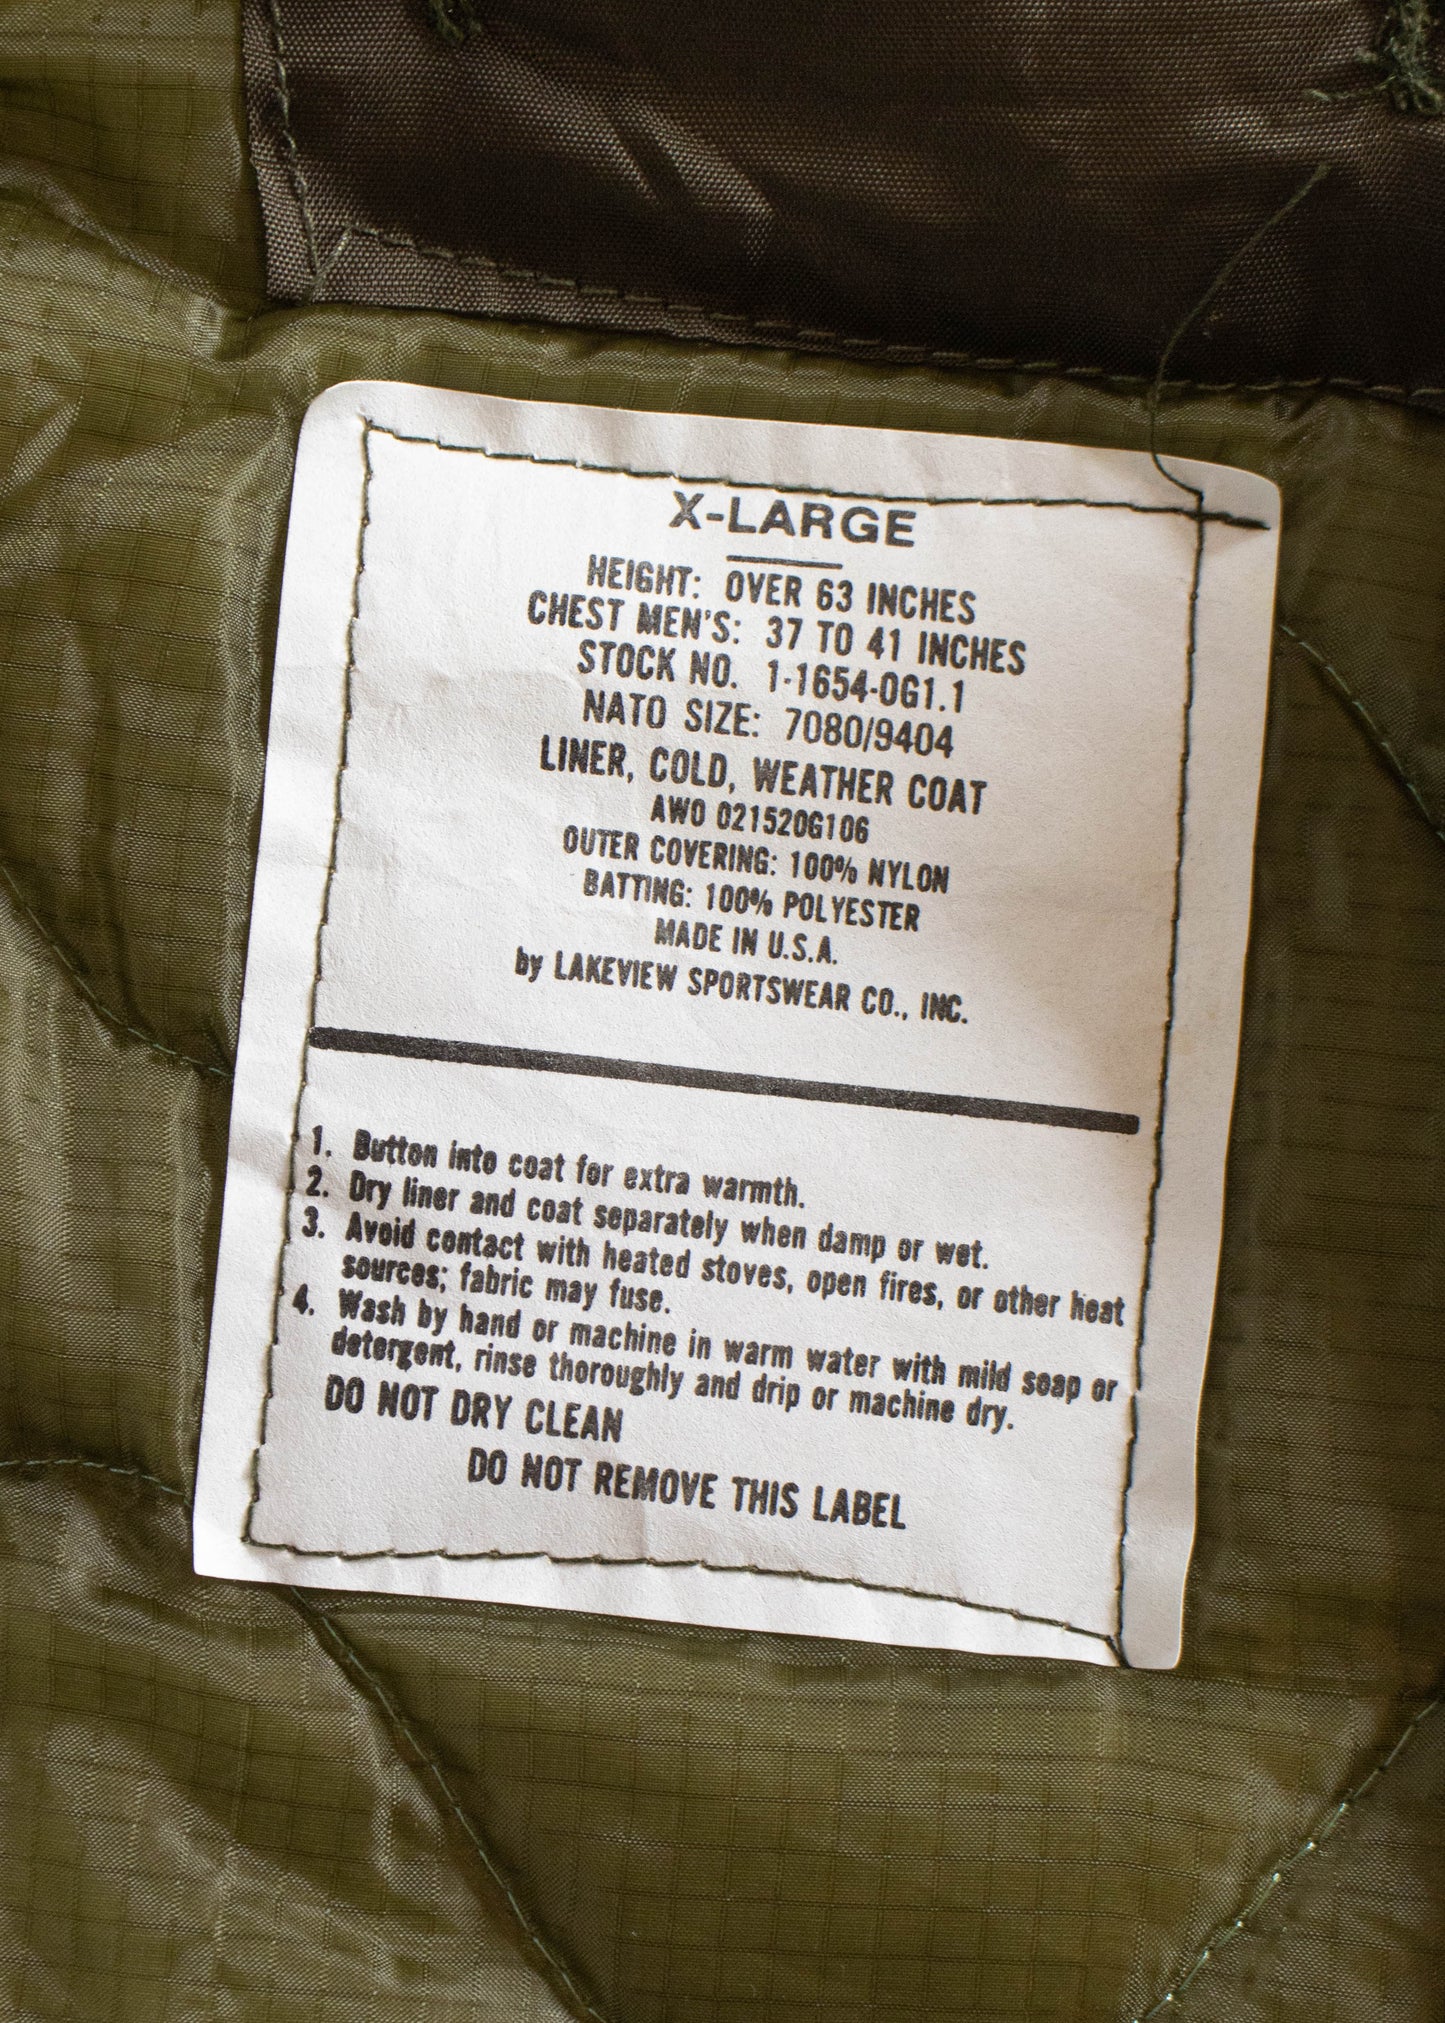 X-LARGE
HEIGHT: OVER 63 INCHES
CHEST MEN'S: 37 TO 41 INCHES
STOCK NO. 1-1654-OG1.1
NATO SIZE: 7080/9404
LINER, COLD, WEATHER COAT
AWO 02152OG106
OUTER COVERING: 100% NYLON
BATTING: 100% POLYESTER
MADE IN U.S.A.
by LAKEVIEW SPORTSWEAR CO., INC.
1. Button into coat for extra warmth.
2. Dry liner and coat separately when damp or wet.
3. Avoid contact with heated stoves, open fires, or other heat
sources; fabric may fuse.
4. Wash by hand or machine in warm water with mild soap or
detergent, rinse thoroughly and drip or machine dry.
DO NOT DRY CLEAN
DO NOT REMOVE THIS LABEL